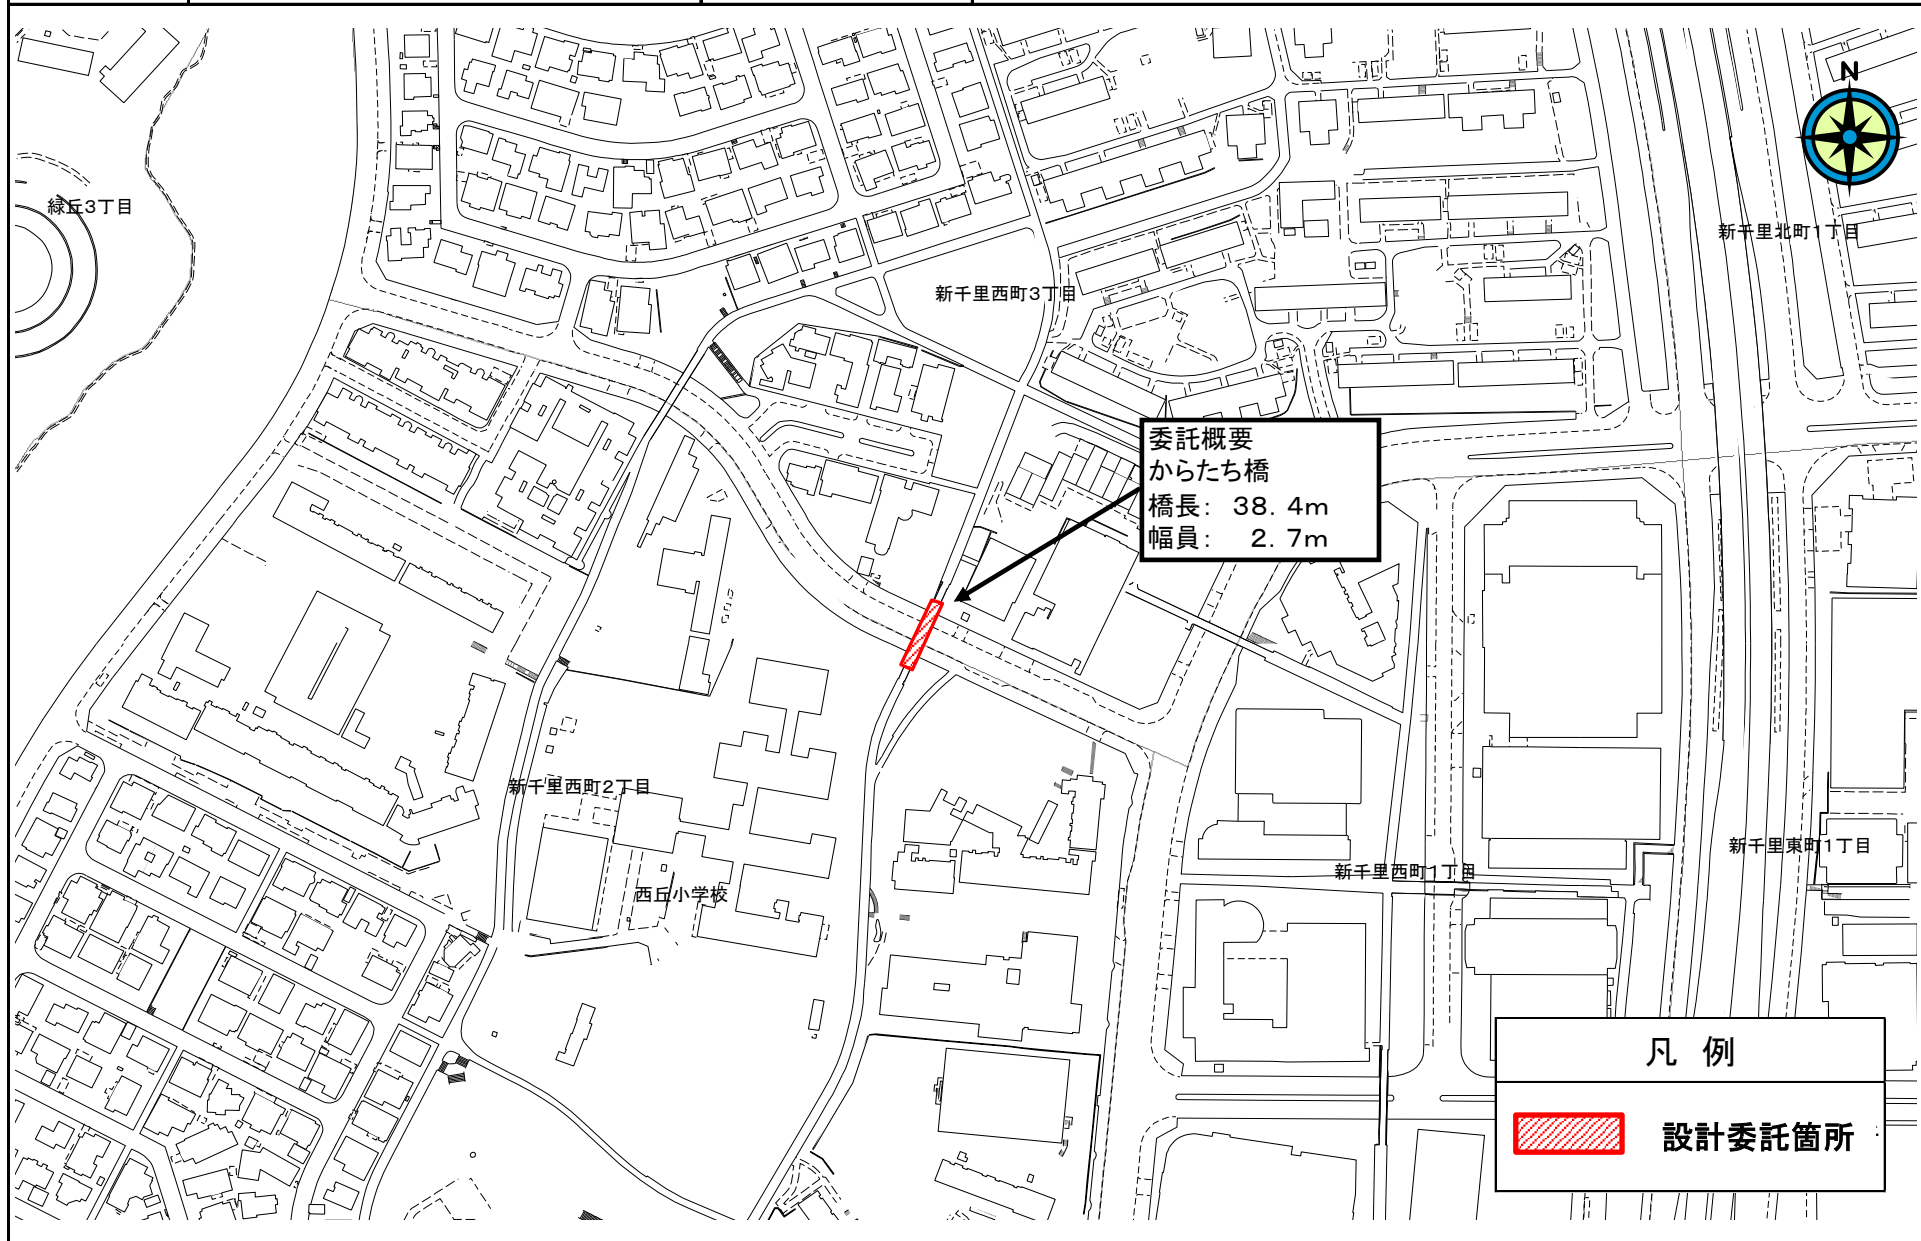 N
緑丘3丁目
新千里北町1丁目
新千里西町3丁目
委託概要
からたち橋
橋長： 38．4m
幅員： 2．7m
新千里西町2丁目
新千里東町1丁目
新千里西町1丁目
西丘小学校
凡 例
設計委託箇所